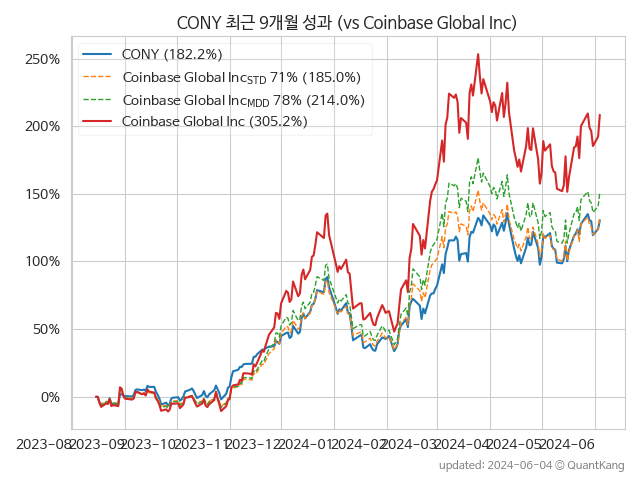 CONY 최근 9개월 성과 (vs Coinbase Global Inc)
CONY (182.2%)
Coinbase Global Inc_STD 71% (185.0%)
Coinbase Global Inc_MDD 78% (214.0%)
Coinbase Global Inc (305.2%)
250%
200%
150%
100%
50%
0%
2023-08 2023-09 2023-10 2023-11 2023-12 2024-01 2024-02 2024-03 2024-04 2024-05 2024-06
updated: 2024-06-04 © QuantKang